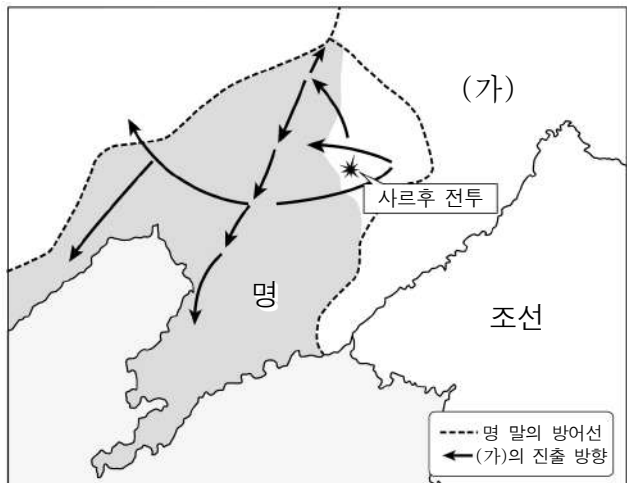 (가)
사르후 전투
명
조선
명 말의 방어선
(가)의 진출 방향